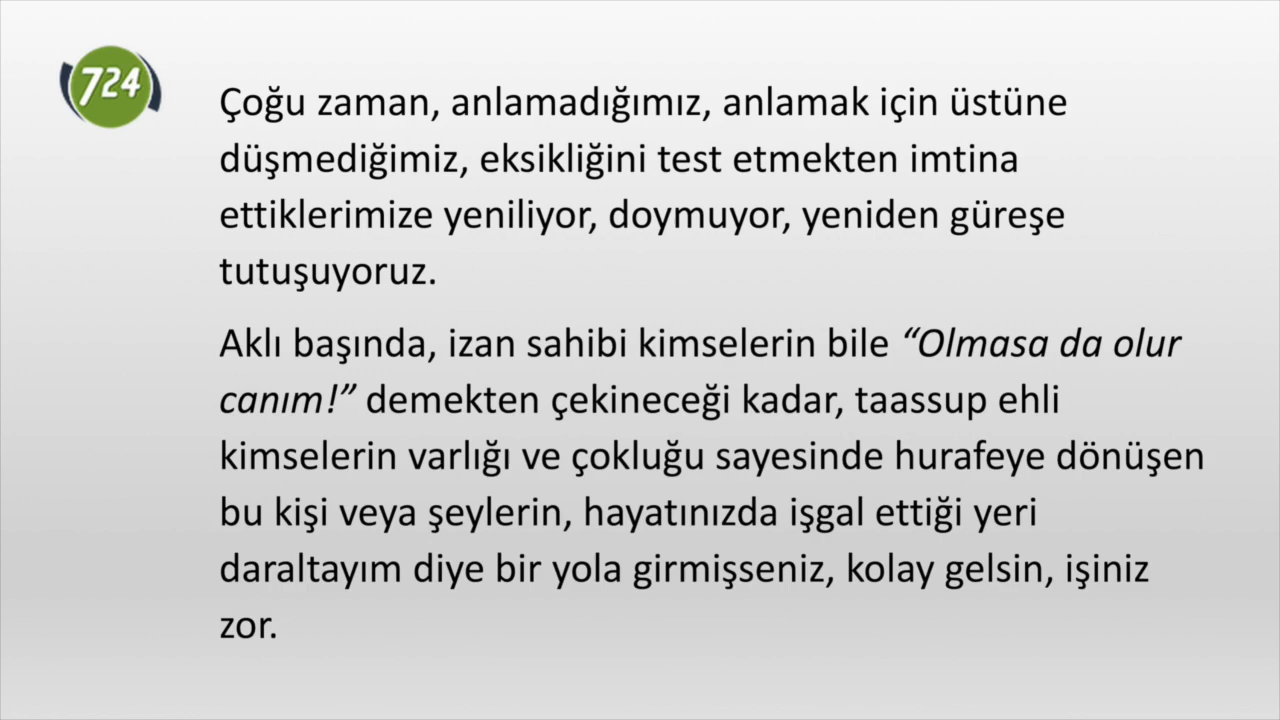 724
Çoğu zaman, anlamadığımız, anlamak için üstüne
düşmediğimiz, eksikliğini test etmekten imtina
ettiklerimize yeniliyor, doymuyor, yeniden güreşe
tutuşuyoruz.
Aklı başında, izan sahibi kimselerin bile “Olmasa da olur
canım!” demekten çekineceği kadar, taassup ehli
kimselerin varlığı ve çokluğu sayesinde hurafeye dönüşen
bu kişi veya şeylerin, hayatınızda işgal ettiği yeri
daraltayım diye bir yola girmişseniz, kolay gelsin, işiniz
zor.